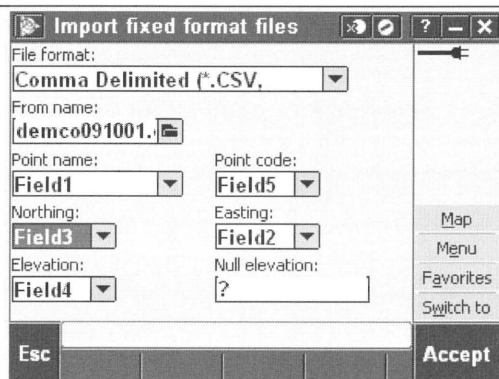 Import fixed format files ? – X
File format:
Comma Delimited (*.CSV,
From name:
demco091001.
Point name: Point code:
Field1 Field5
Northing: Easting:
Field3 Field2
Elevation: Null elevation:
Field4 ?
Map
Menu
Favorites
Switch to
Esc Accept